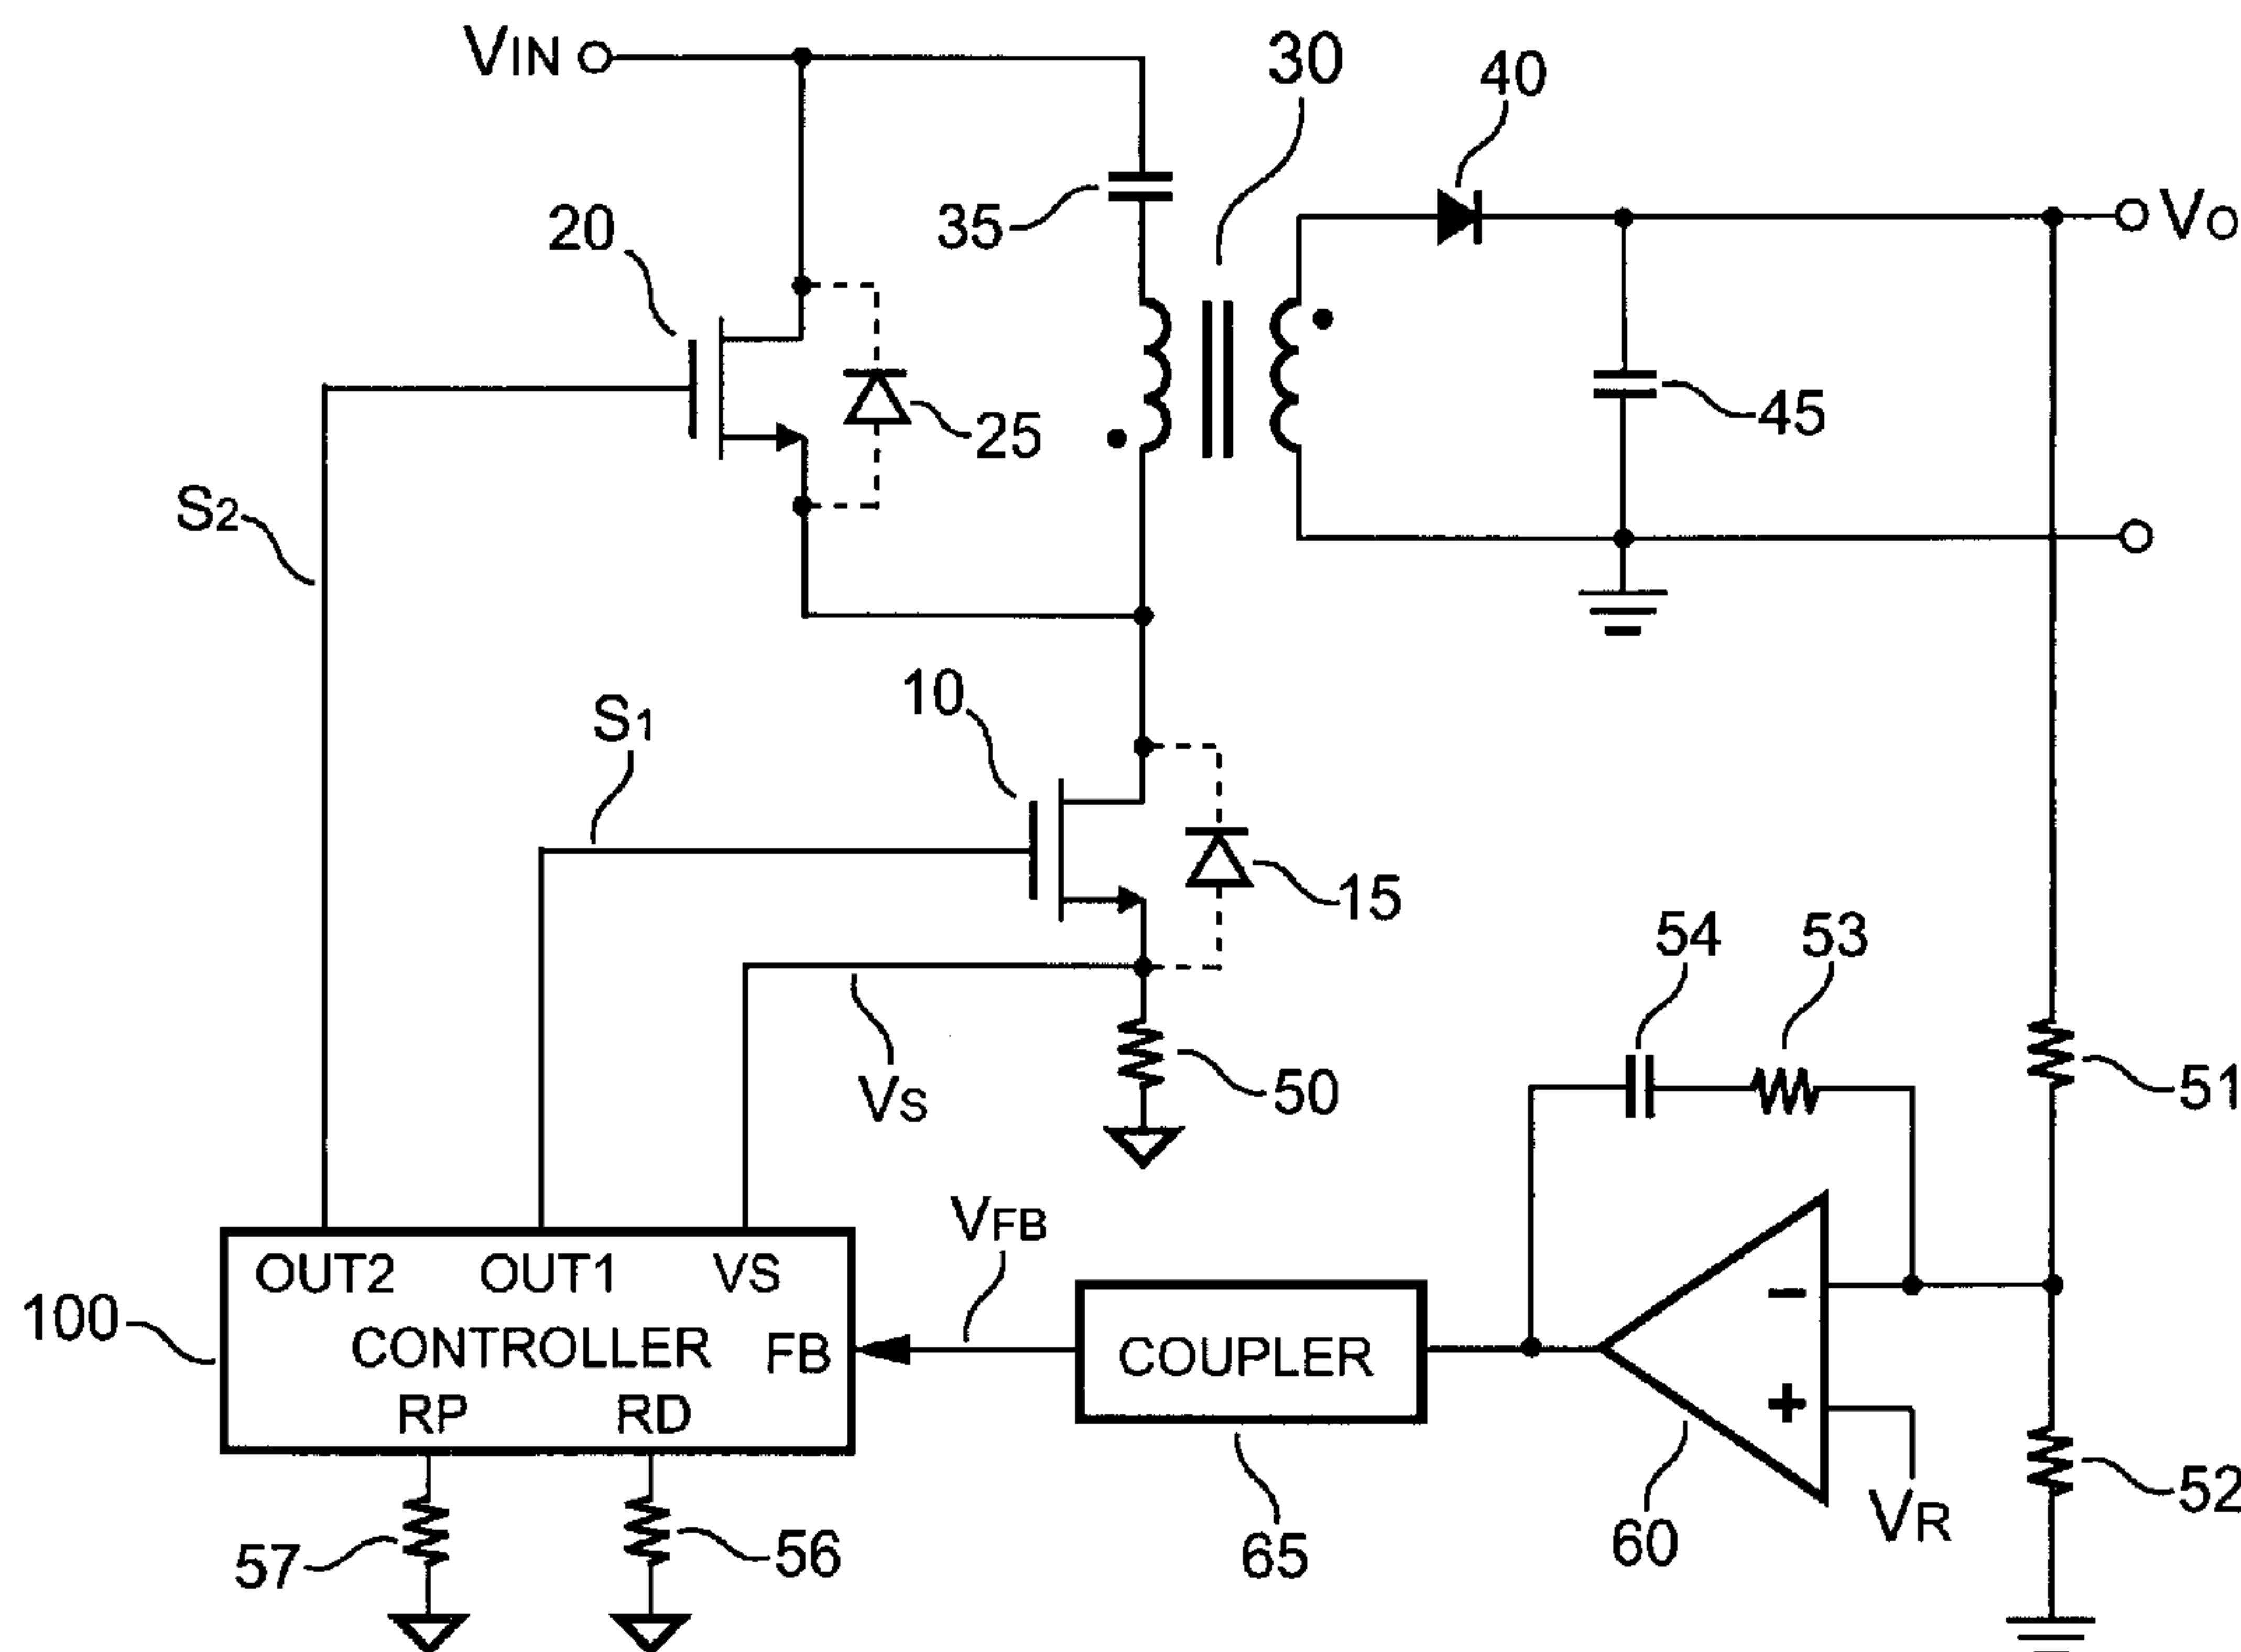 VIN
30
40
VO
35
20
25
45
S2
10
S1
15
54
53
VS
50
51
VFB
OUT2 OUT1 VS
100
CONTROLLER FB
COUPLER
RP RD
- 
+
VR
52
57
56
65
60